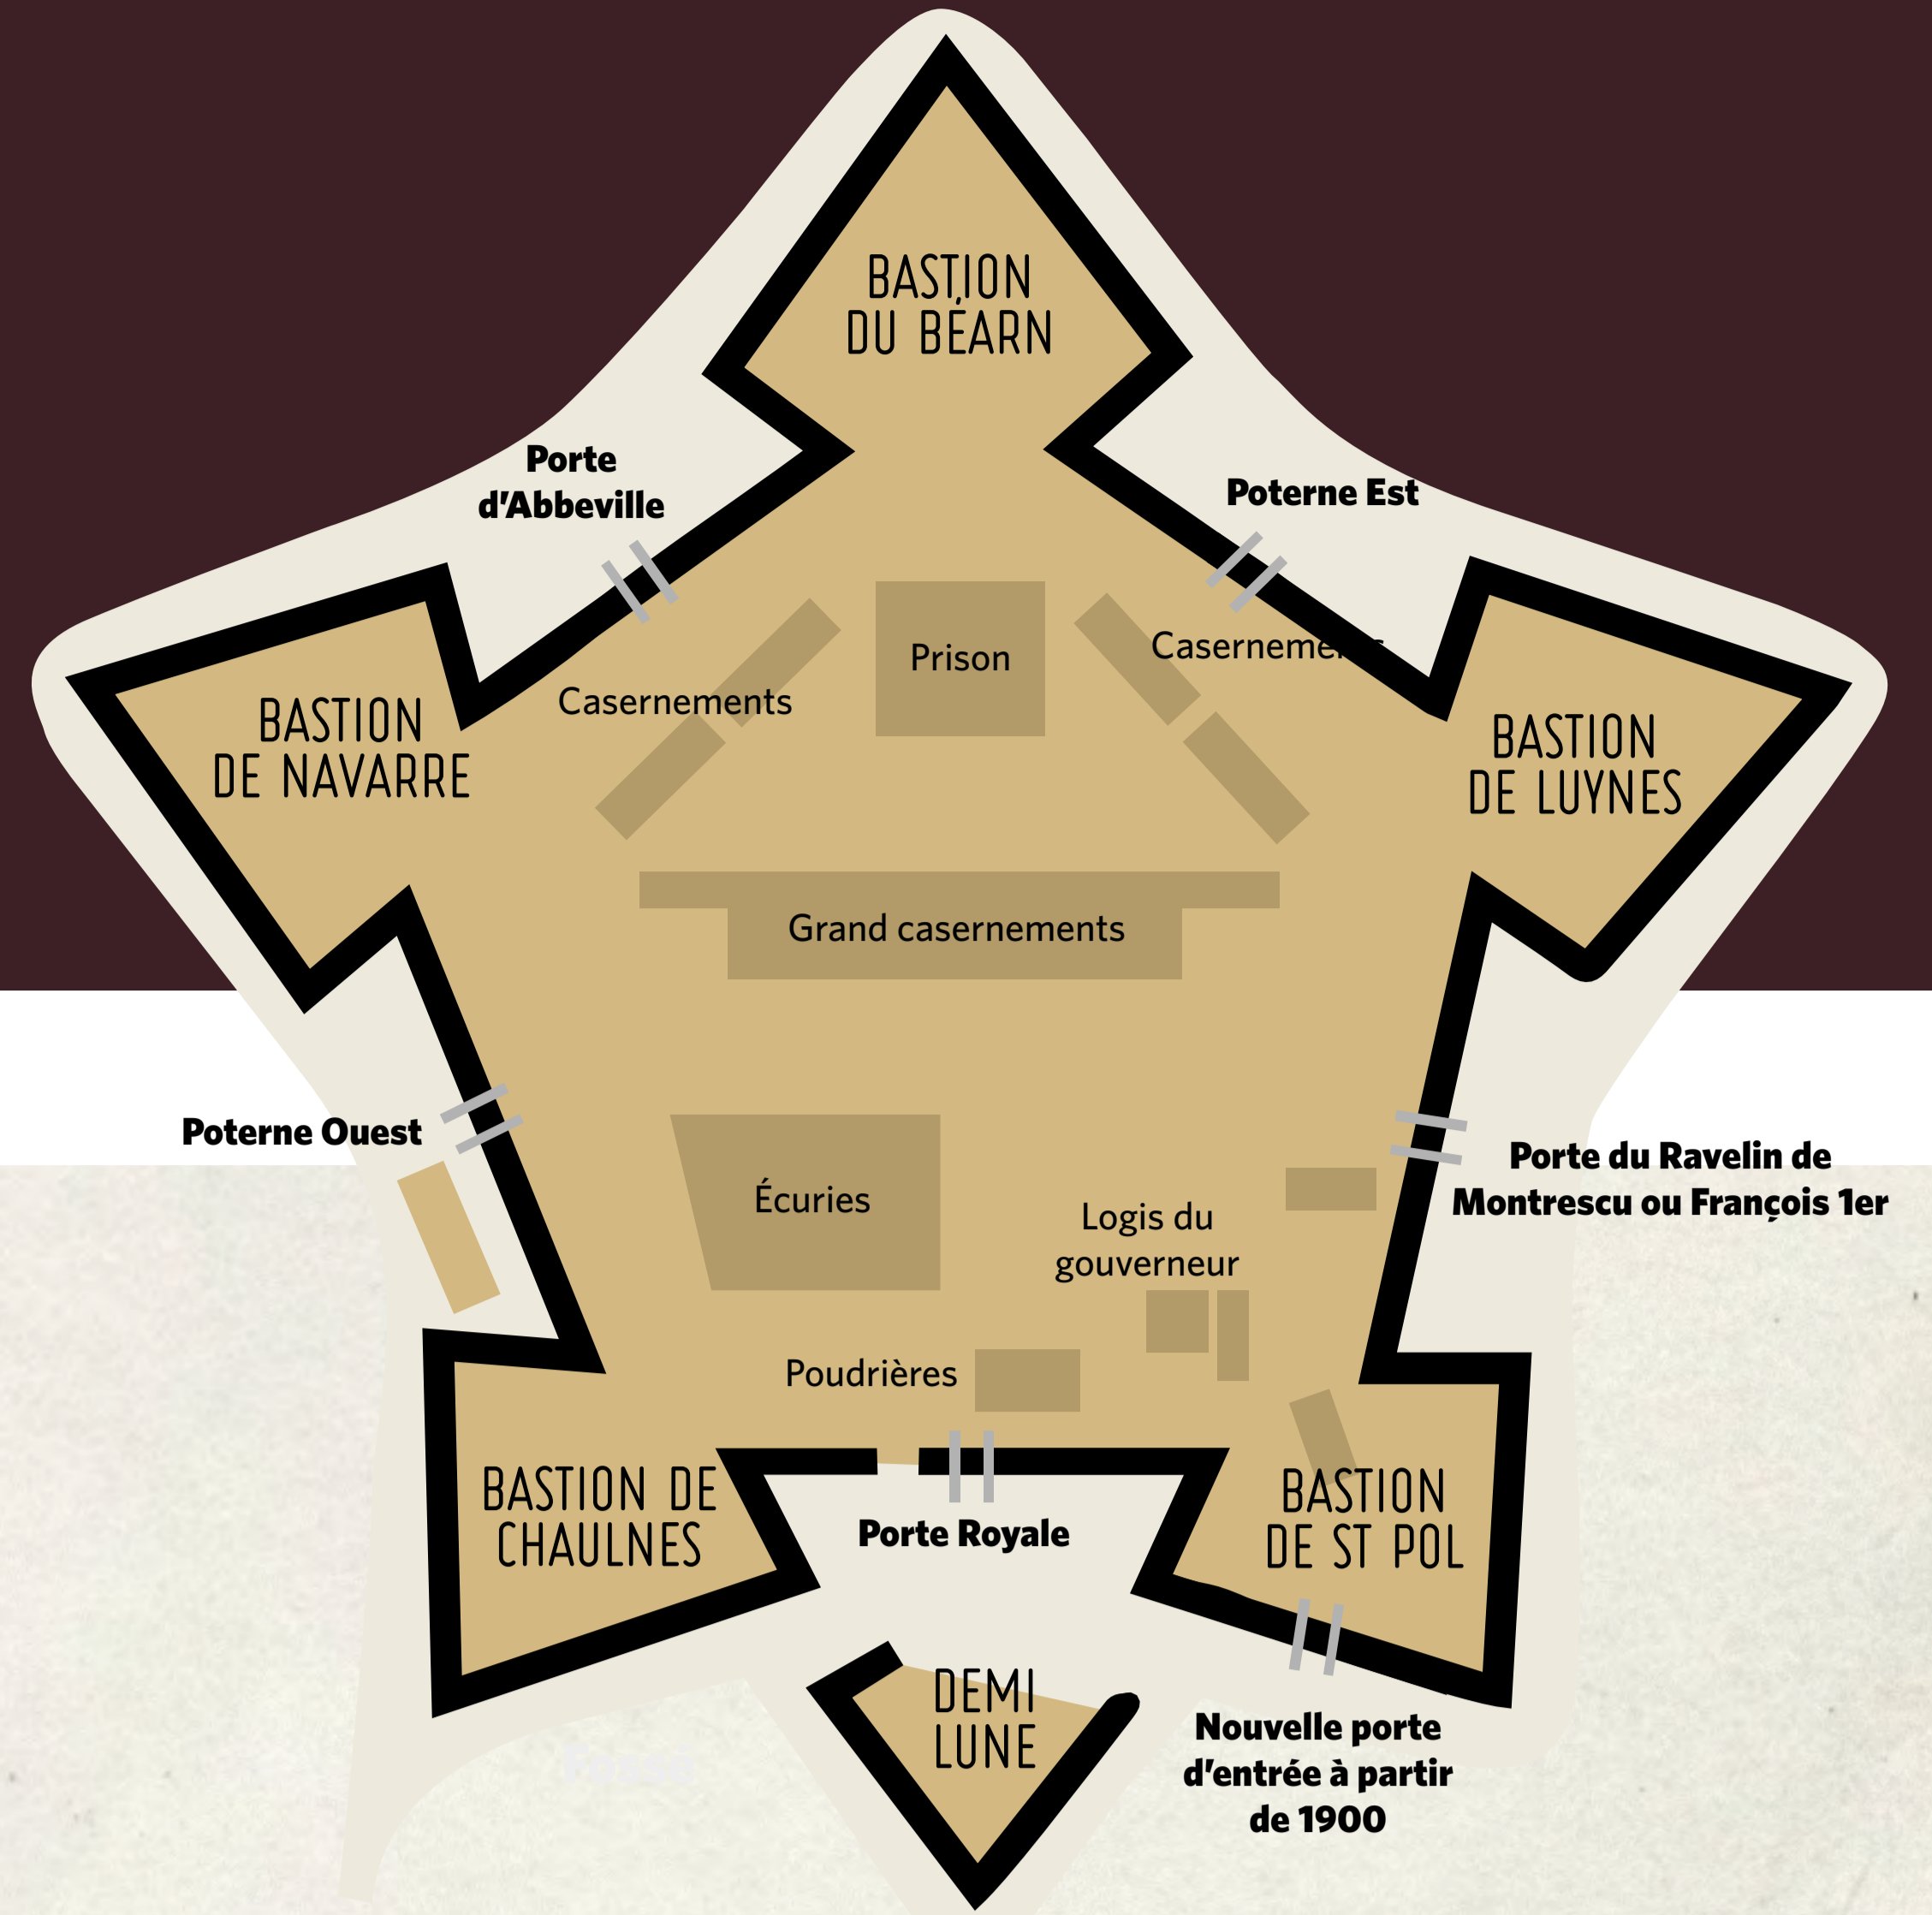 BASTION
DU BÉARN
Porte
d'Abbeville
Poterne Est
Prison
Casernements
Casernements
BASTION
DE NAVARRE
BASTION
DE LUYNES
Grand casernements
Poterne Ouest
Porte du Ravelin de
Montrescu ou François 1er
Écuries
Logis du
gouverneur
Poudrières
BASTION DE
CHAULNES
Porte Royale
BASTION
DE ST POL
DEMI
LUNE
Nouvelle porte
d'entrée à partir
de 1900
Fossé